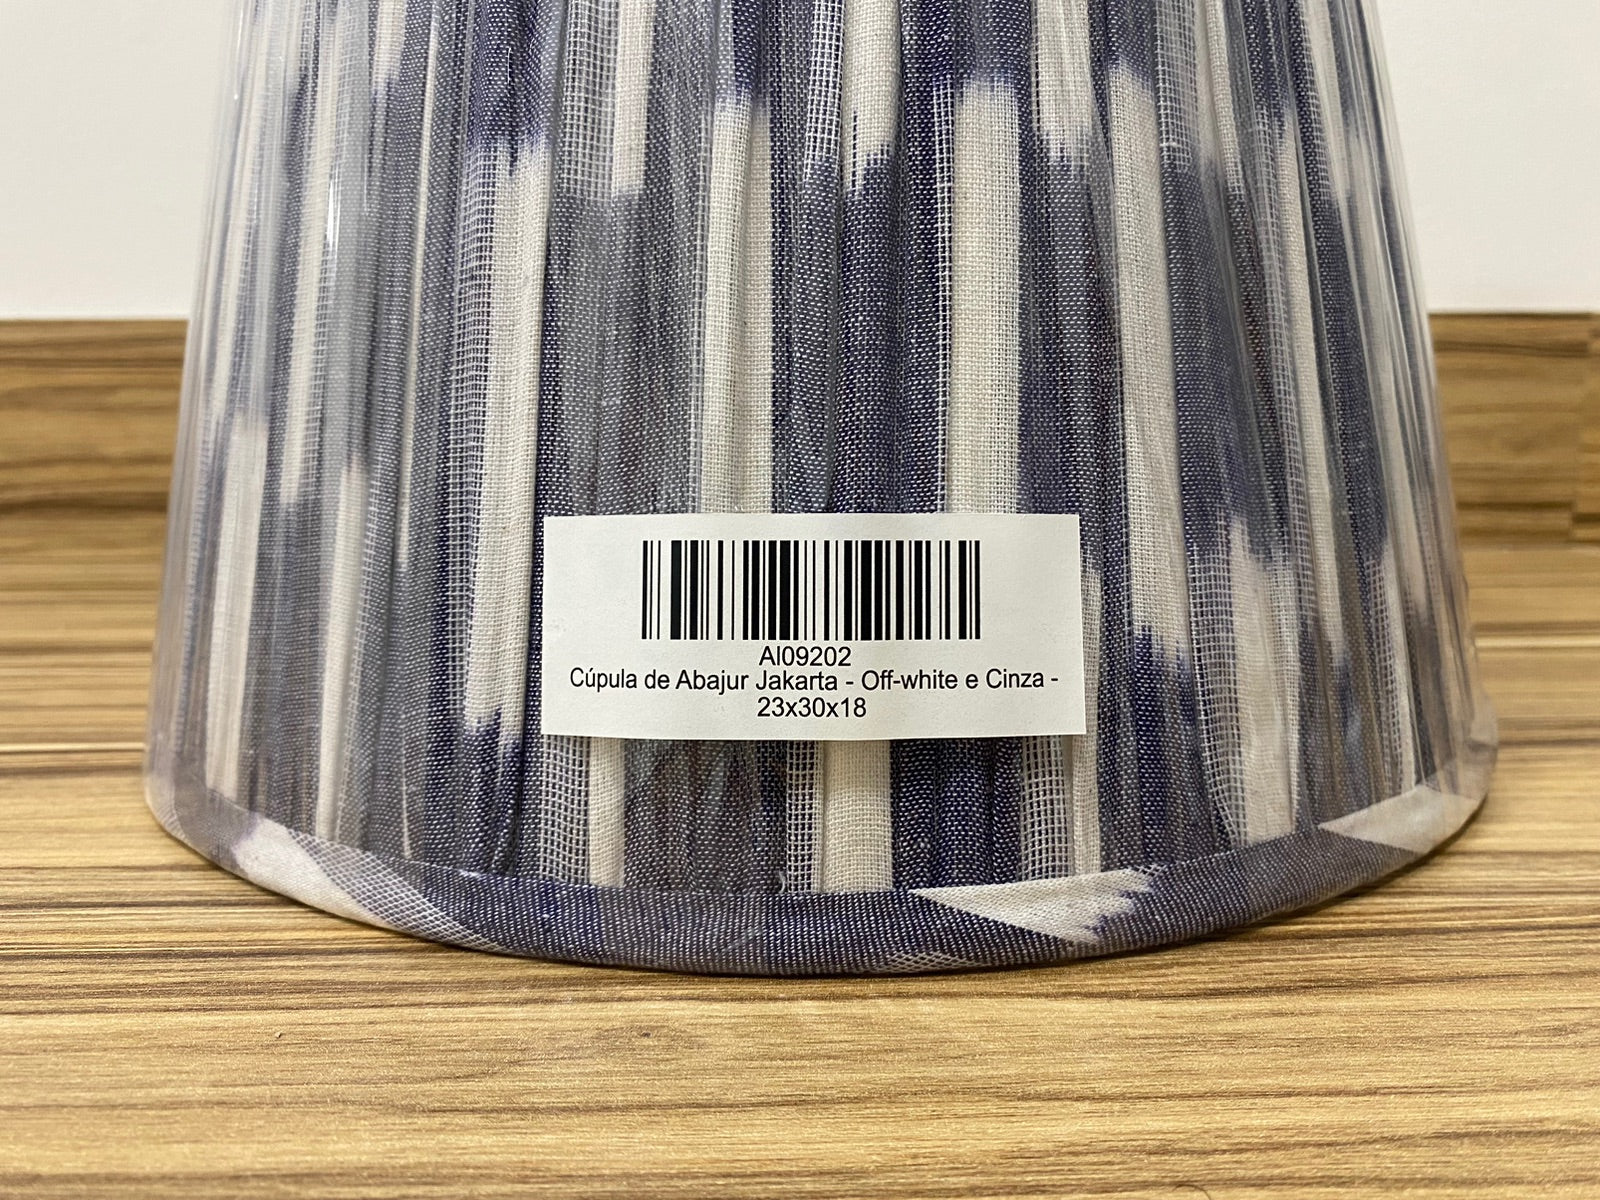 AI09202
Cúpula de Abajur Jakarta - Off-white e Cinza -
23x30x18